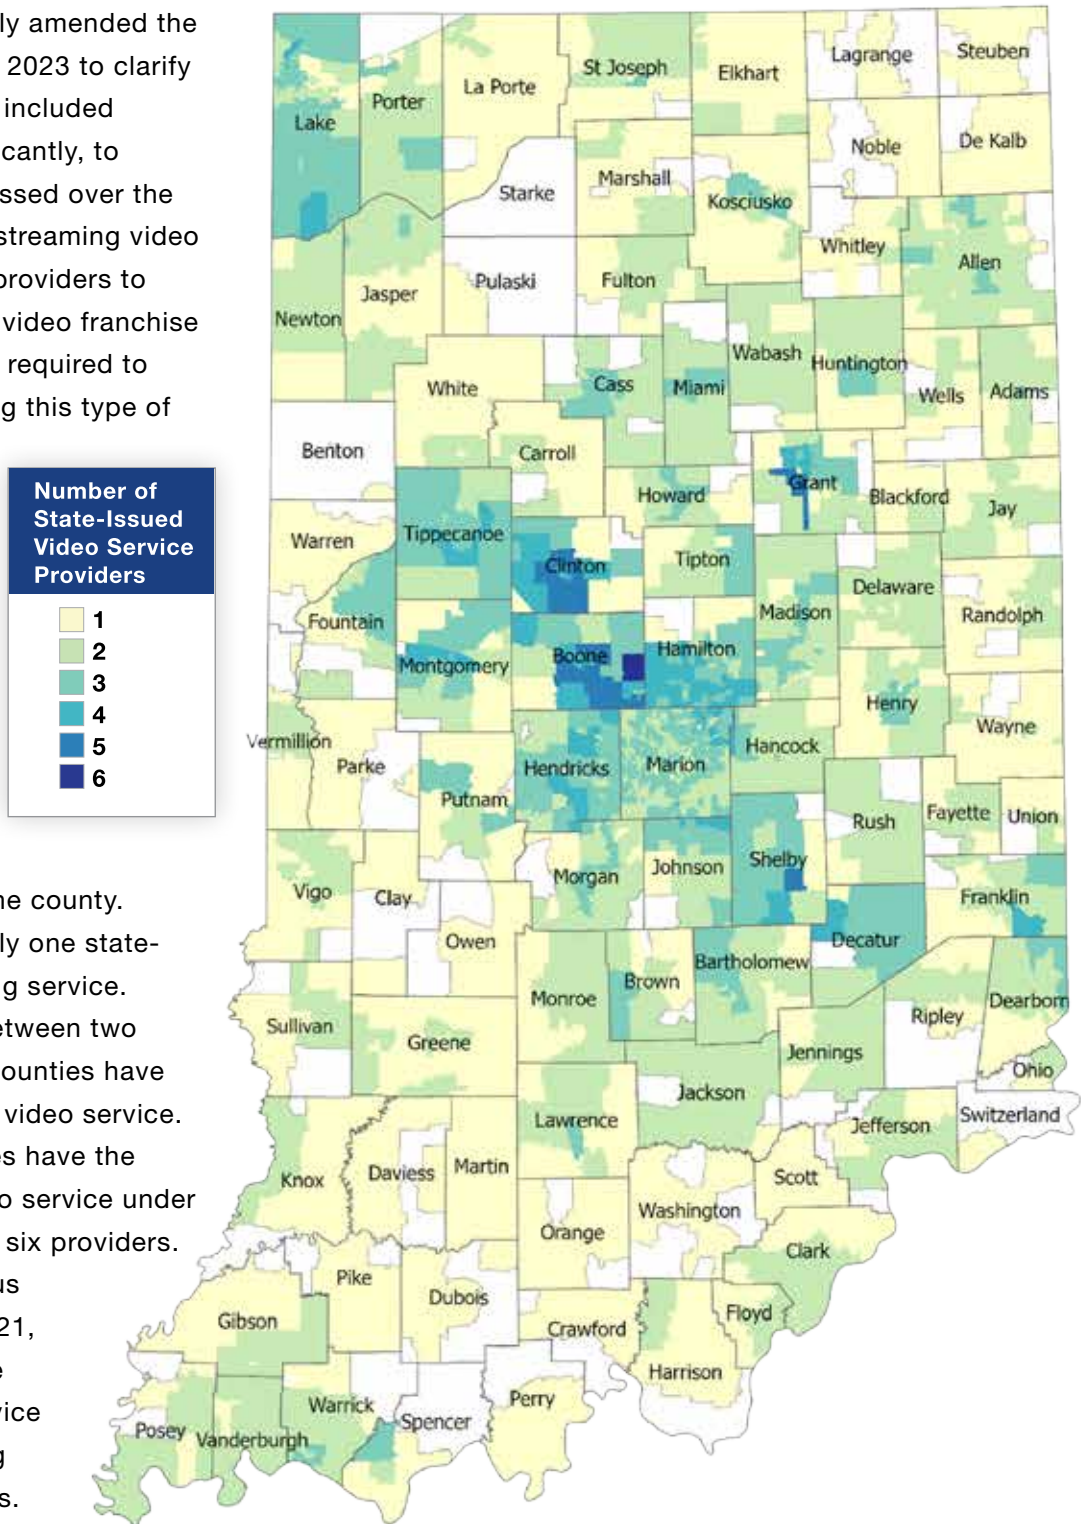 ly amended the
2023 to clarify
included
cantly, to
ssed over the
streaming video
providers to
video franchise
required to
g this type of
Number of
State-Issued
Video Service
Providers
1
2
3
4
5
6
ne county.
ly one state-
g service.
etween two
ounties have
video service.
es have the
o service under
six providers.
us
21,
e
vice
g
s.
Lake
Porter
La Porte
St Joseph
Elkhart
Lagrange
Steuben
Noble
De Kalb
Starke
Marshall
Kosciusko
Whitley
Allen
Newton
Jasper
Pulaski
Fulton
Wabash
Huntington
White
Cass
Miami
Wells
Adams
Benton
Carroll
Howard
Grant
Blackford
Jay
Warren
Tippecanoe
Clinton
Tipton
Delaware
Madison
Randolph
Fountain
Montgomery
Boone
Hamilton
Henry
Wayne
Vermillion
Parke
Putnam
Hendricks
Marion
Hancock
Rush
Fayette
Union
Vigo
Clay
Morgan
Johnson
Shelby
Franklin
Owen
Decatur
Monroe
Brown
Bartholomew
Dearborn
Sullivan
Greene
Ripley
Jennings
Ohio
Jackson
Lawrence
Jefferson
Switzerland
Knox
Daviess
Martin
Scott
Washington
Orange
Clark
Pike
Dubois
Gibson
Crawford
Floyd
Harrison
Perry
Warrick
Spencer
Posey
Vanderburgh